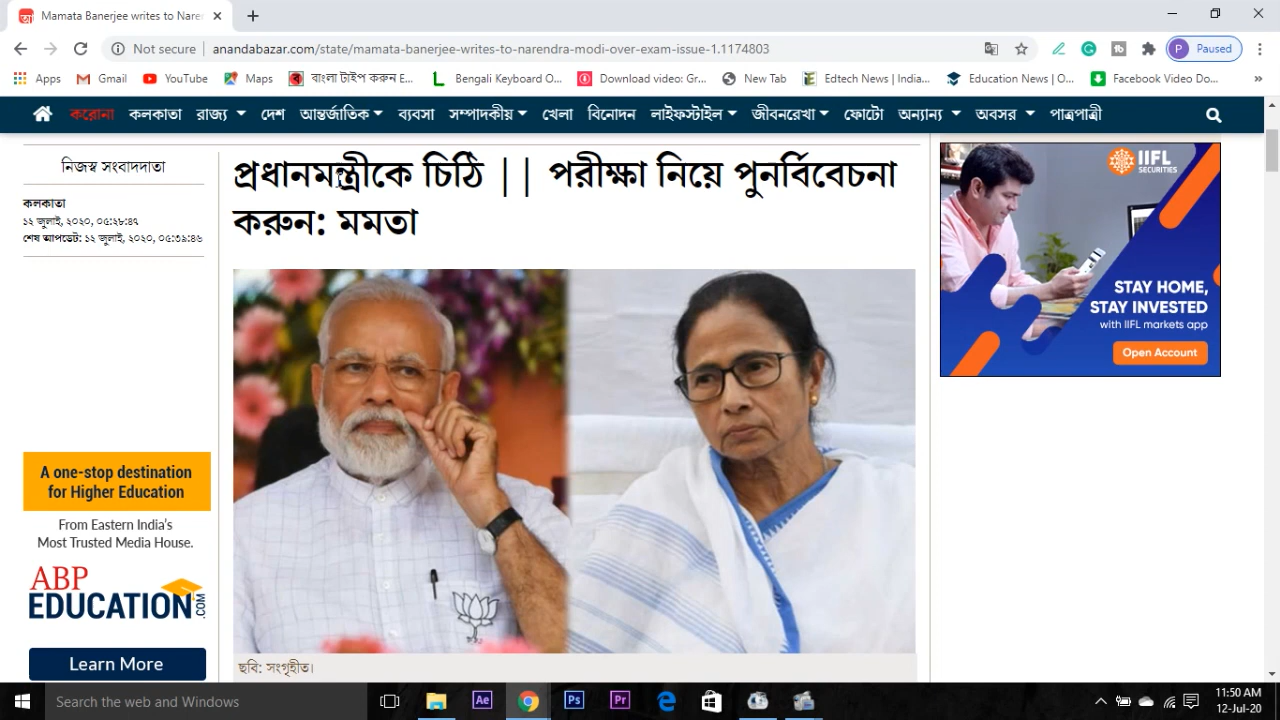 Mamata Banerjee writes to Narer
Not secure
anandabazar.com/state/mamata-banerjee-writes-to-narendra-modi-over-exam-issue-1.1174803
P Paused
Apps
Gmail
YouTube
Maps
বাংলা টাইপ করুন E...
Bengali Keyboard O...
Download video: Gr...
New Tab
Edtech News | India...
Education News | O...
Facebook Video Do...
»
করোনা কলকাতা রাজ্য দেশ আন্তর্জাতিক ব্যবসা সম্পাদকীয় খেলা বিনোদন লাইফস্টাইল জীবনরেখা ফোটো অন্যান্য অবসর পাত্রপাত্রী
নিজস্ব সংবাদদাতা
কলকাতা
১২ জুলাই, ২০২০, ০৫:২৮:৪৭
শেষ আপডেট: ১২ জুলাই, ২০২০, ০৫:৩৯:৪৬
প্রধানমন্ত্রীকে চিঠি || পরীক্ষা নিয়ে পুনর্বিবেচনা
করুন: মমতা
IIFL
SECURITIES
STAY HOME,
STAY INVESTED
with IIFL markets app
Open Account
A one-stop destination
for Higher Education
From Eastern India's
Most Trusted Media House.
ABP
EDUCATION.COM
Learn More
ছবি: সংগৃহীত।
Search the web and Windows
Ae
Ps
Pr
11:50 AM
12-Jul-20